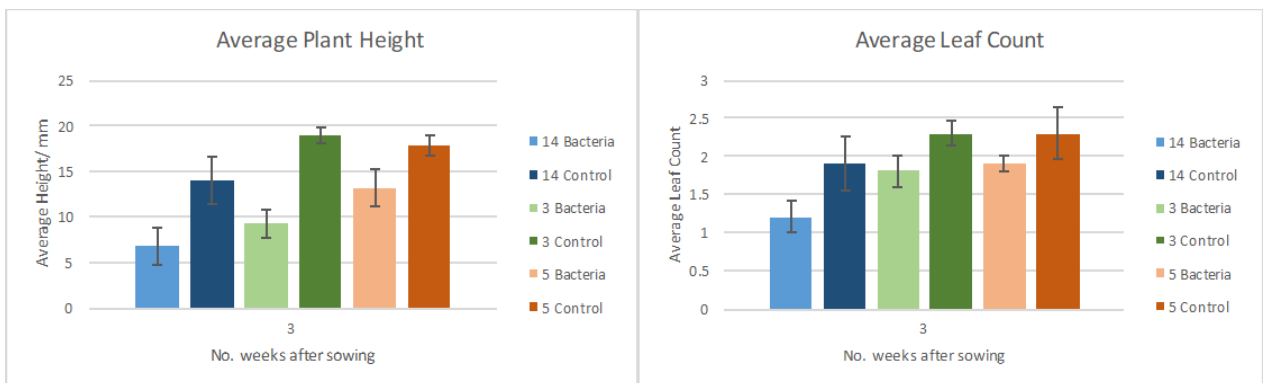 Average Plant Height
25
20
15
10
5
0
Average Height/ mm
3
No. weeks after sowing
14 Bacteria
14 Control
3 Bacteria
3 Control
5 Bacteria
5 Control
Average Leaf Count
3
2.5
2
1.5
1
0.5
0
Average Leaf Count
3
No. weeks after sowing
14 Bacteria
14 Control
3 Bacteria
3 Control
5 Bacteria
5 Control